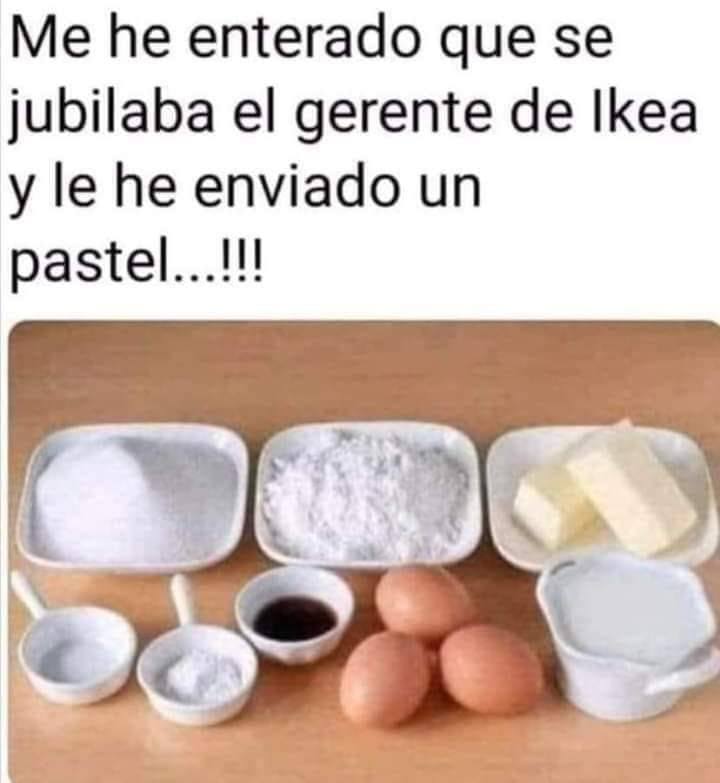 Me he enterado que se
jubilaba el gerente de Ikea
y le he enviado un
pastel...!!!